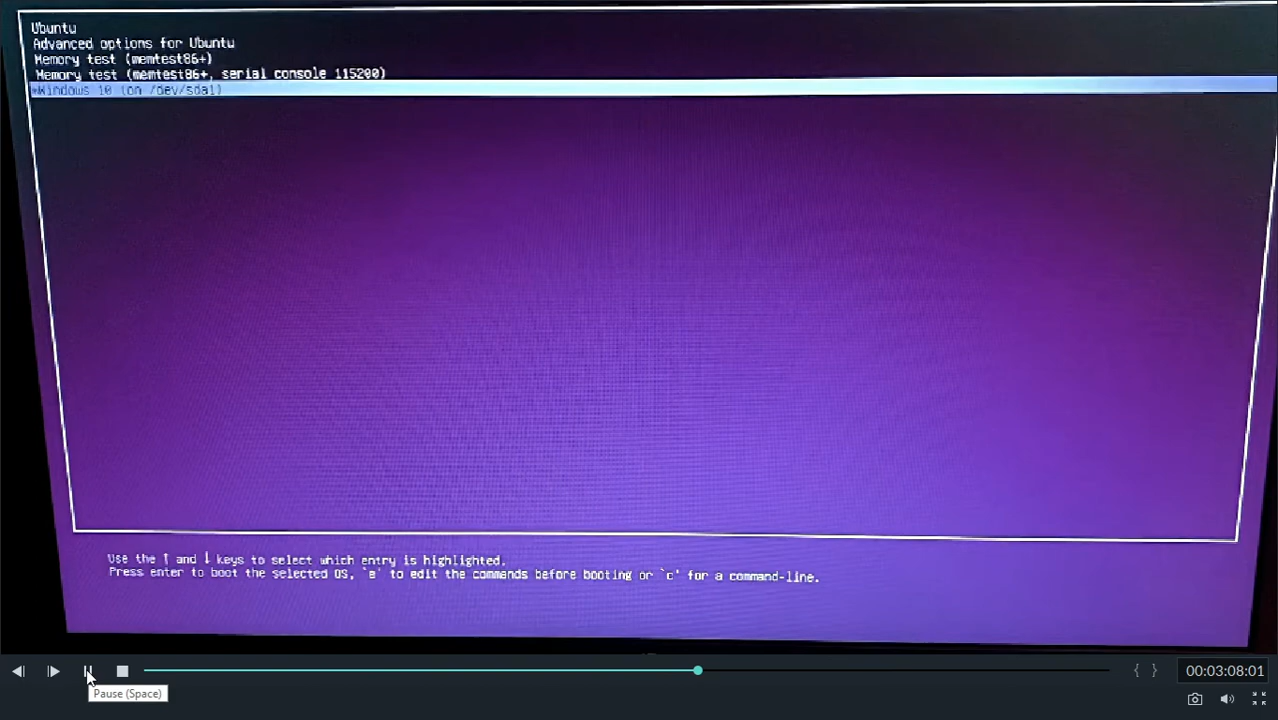 Ubuntu
Advanced options for Ubuntu
Memory test (memtest86+)
Memory test (memtest86+, serial console 115200)
*Windows 10 (on /dev/sda1)
Use the ↑ and ↓ keys to select which entry is highlighted.
Press enter to boot the selected OS, `e' to edit the commands before booting or `c' for a command-line.
{ }
00:03:08:01
Pause (Space)